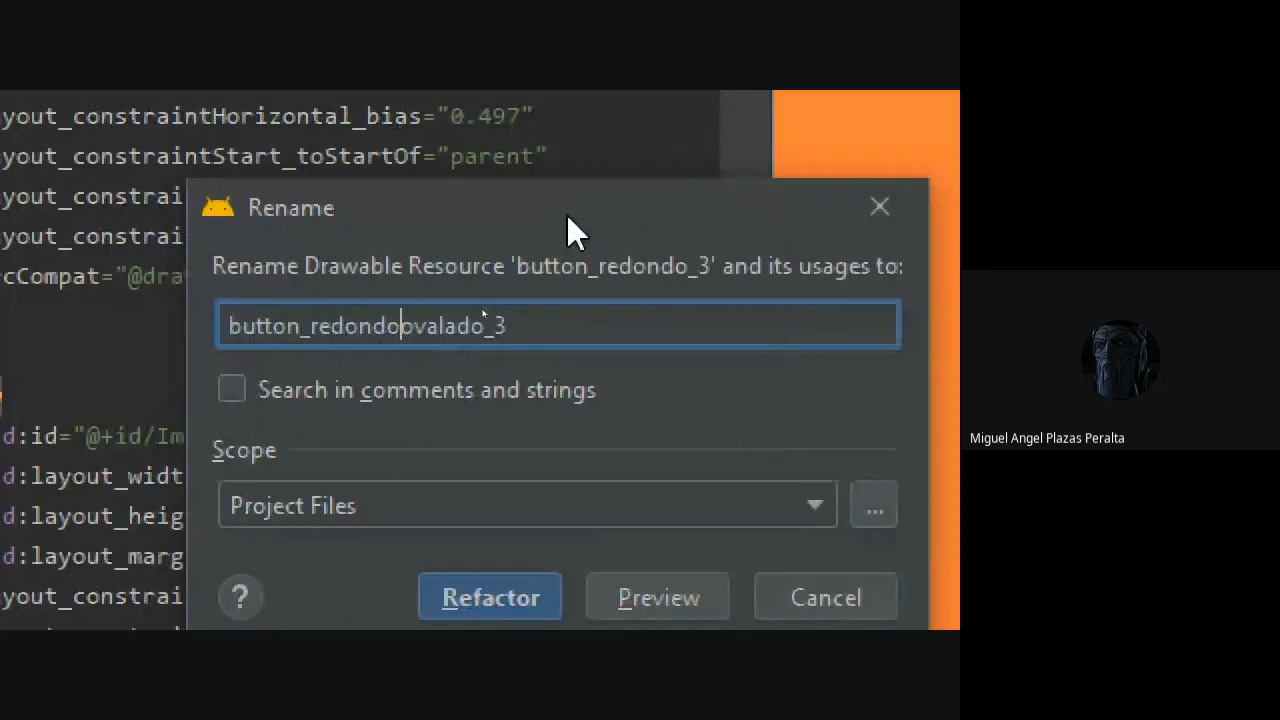 yout_constraintHorizontal_bias="0.497"
yout_constraintStart_toStartOf="parent"
yout_constrai
yout_constrai
cCompat="@dra
Rename
Rename Drawable Resource 'button_redondo_3' and its usages to:
button_redondoovalado_3
Search in comments and strings
Scope
Project Files
...
? Refactor Preview Cancel
d:id="@+id/Im
d:layout_widt
d:layout_heig
d:layout_marg
yout_constrai
Miguel Angel Plazas Peralta